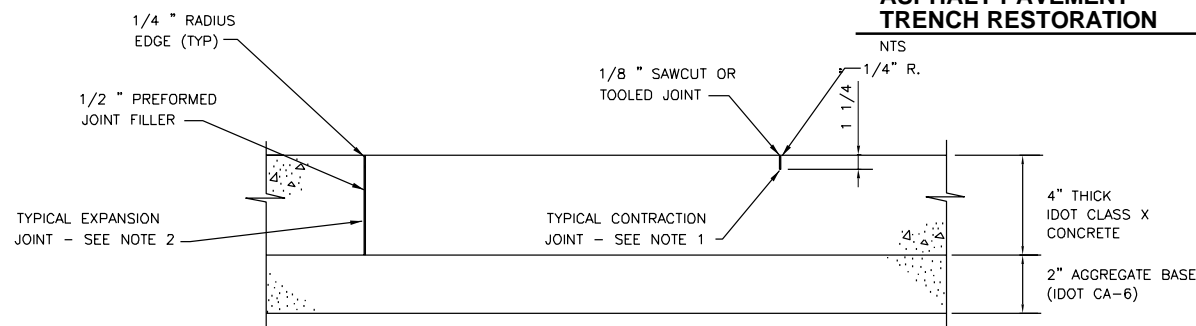 ASPHALT PAVEMENT
TRENCH RESTORATION
NTS
1/4 " RADIUS
EDGE (TYP)
1/2 " PREFORMED
JOINT FILLER
TYPICAL EXPANSION
JOINT - SEE NOTE 2
1/8 " SAWCUT OR
TOOLED JOINT
1/4" R.
1 1/4
TYPICAL CONTRACTION
JOINT - SEE NOTE 1
4" THICK
IDOT CLASS X
CONCRETE
2" AGGREGATE BASE
(IDOT CA-6)